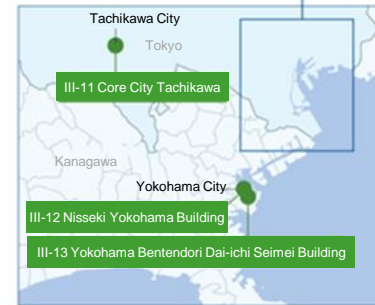 Tachikawa City
Tokyo
III-11 Core City Tachikawa
Kanagawa
Yokohama City
III-12 Nisseki Yokohama Building
III-13 Yokohama Bentendori Dai-ichi Seimei Building